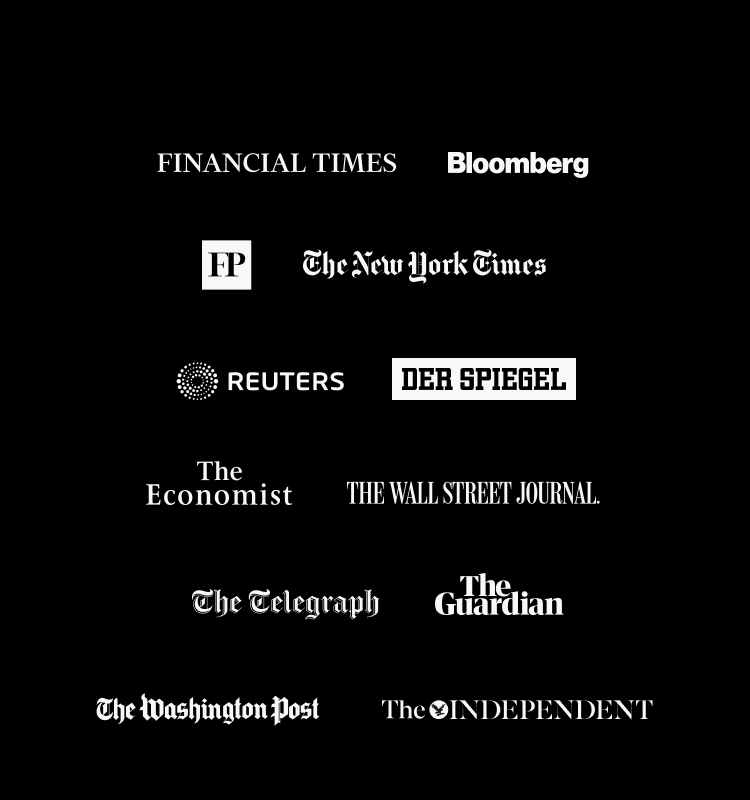 FINANCIAL TIMES
Bloomberg
FP
The New York Times
REUTERS
DER SPIEGEL
The
Economist
THE WALL STREET JOURNAL.
The Telegraph
The
Guardian
The Washington Post
The INDEPENDENT